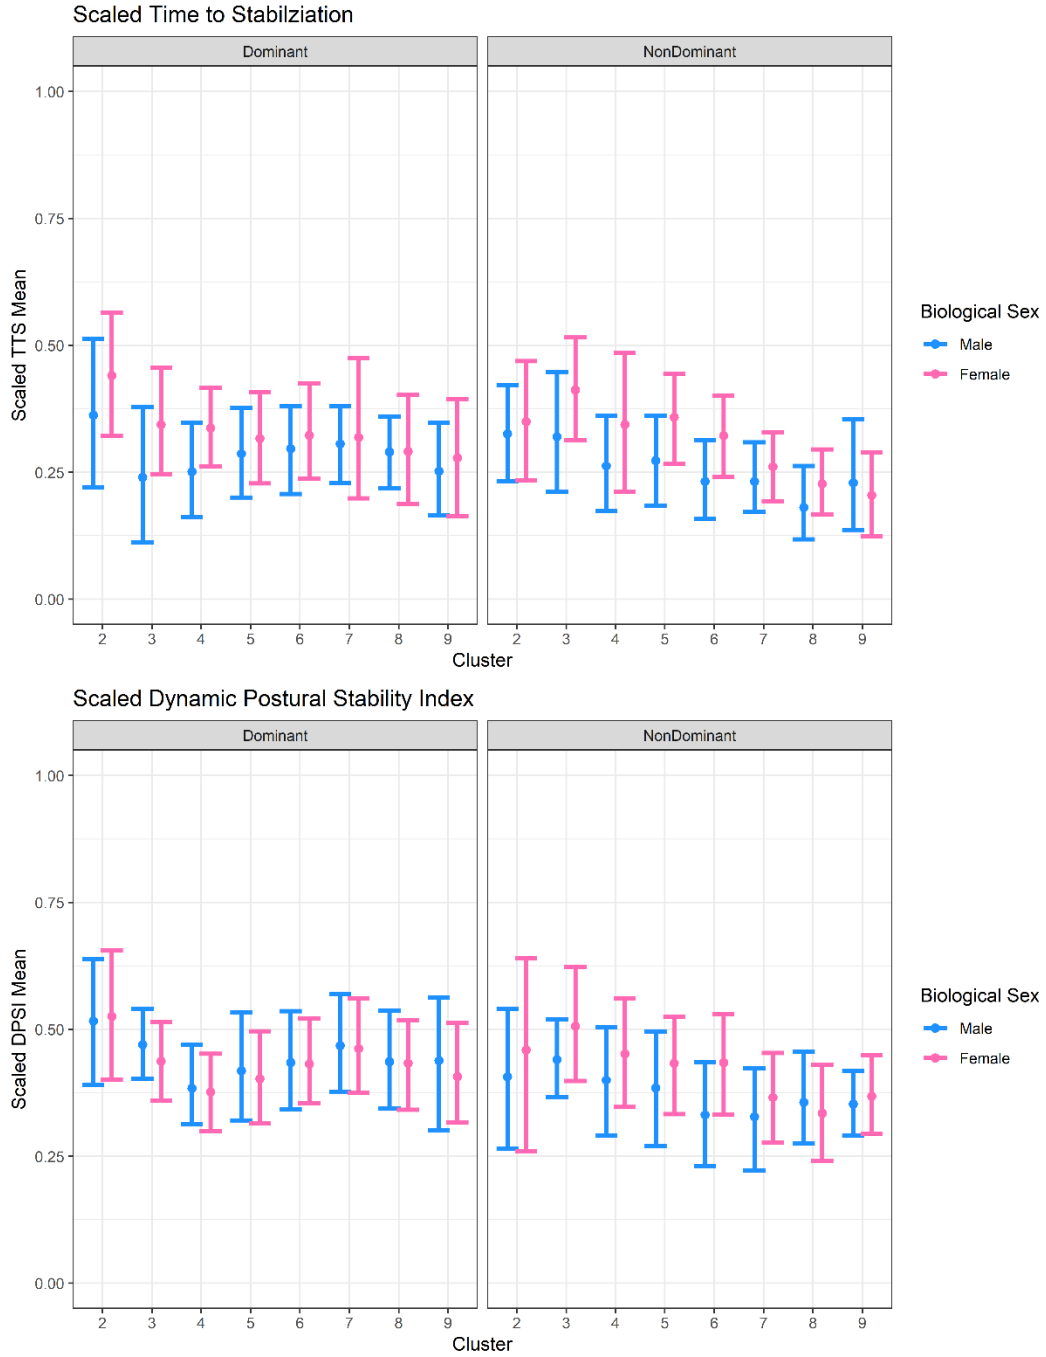 Scaled Time to Stabilziation
Dominant
NonDominant
1.00
0.75
0.50
0.25
0.00
Scaled TTS Mean
2 3 4 5 6 7 8 9
2 3 4 5 6 7 8 9
Cluster
Biological Sex
Male
Female
Scaled Dynamic Postural Stability Index
Dominant
NonDominant
1.00
0.75
0.50
0.25
0.00
Scaled DPSI Mean
2 3 4 5 6 7 8 9
2 3 4 5 6 7 8 9
Cluster
Biological Sex
Male
Female